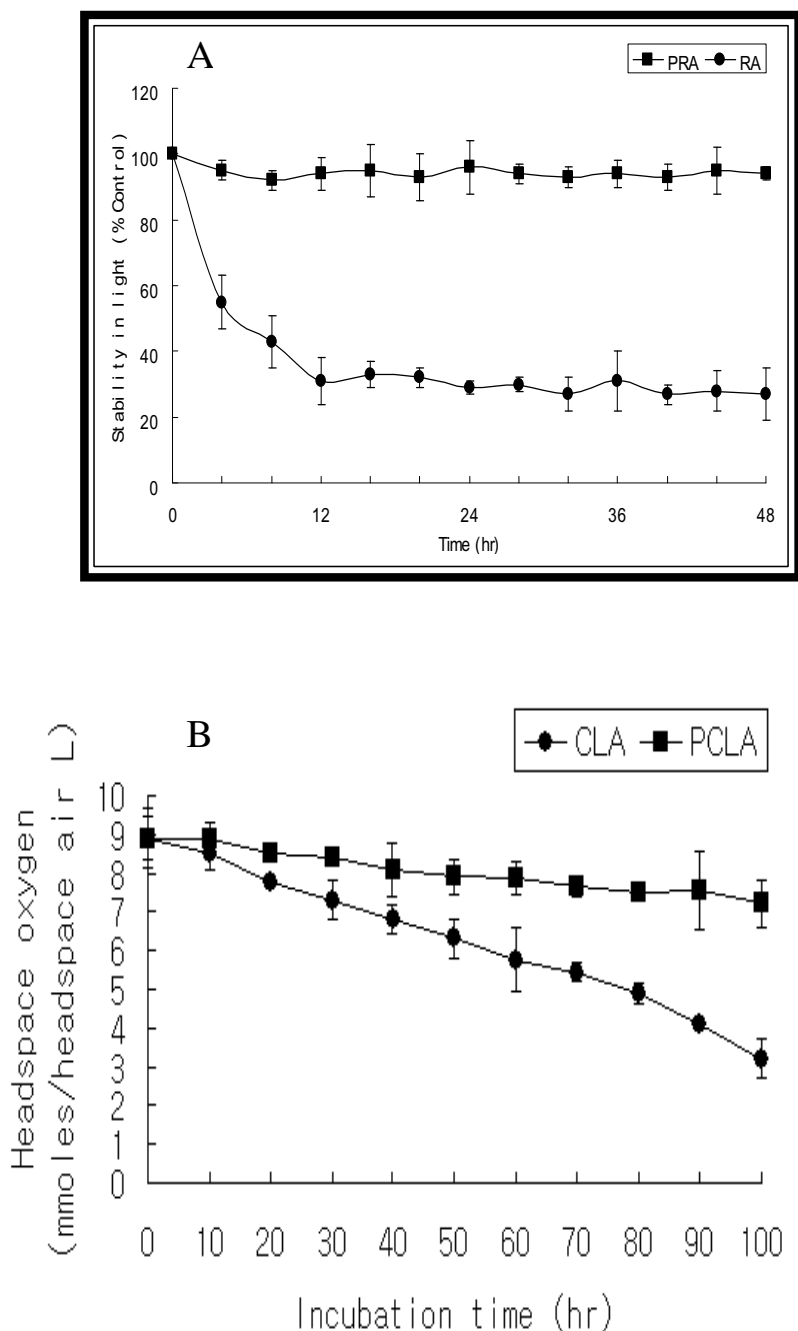 A
PRA RA
120
100
80
60
40
20
0
0 12 24 36 48
Time (hr)
Stability in light (% Control)
B
CLA PCLA
10
9
8
7
6
5
4
3
2
1
0
0 10 20 30 40 50 60 70 80 90 100
Incubation time (hr)
Headspace oxygen
(mmoles/headspace air L)